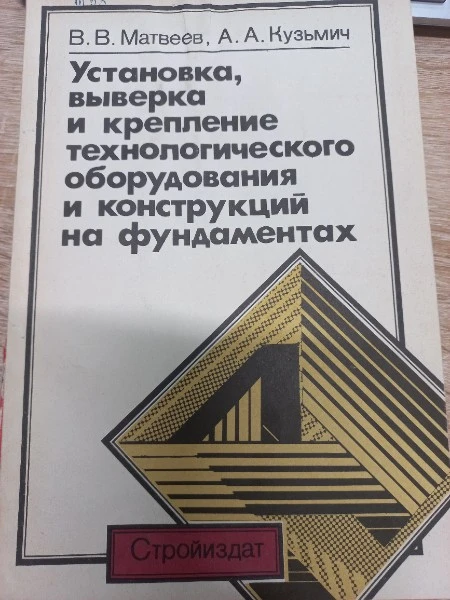 В. В. Матвеев, А. А. Кузьмич
Установка,
выверка
и крепление
технологического
оборудования
и конструкций
на фундаментах
Стройиздат